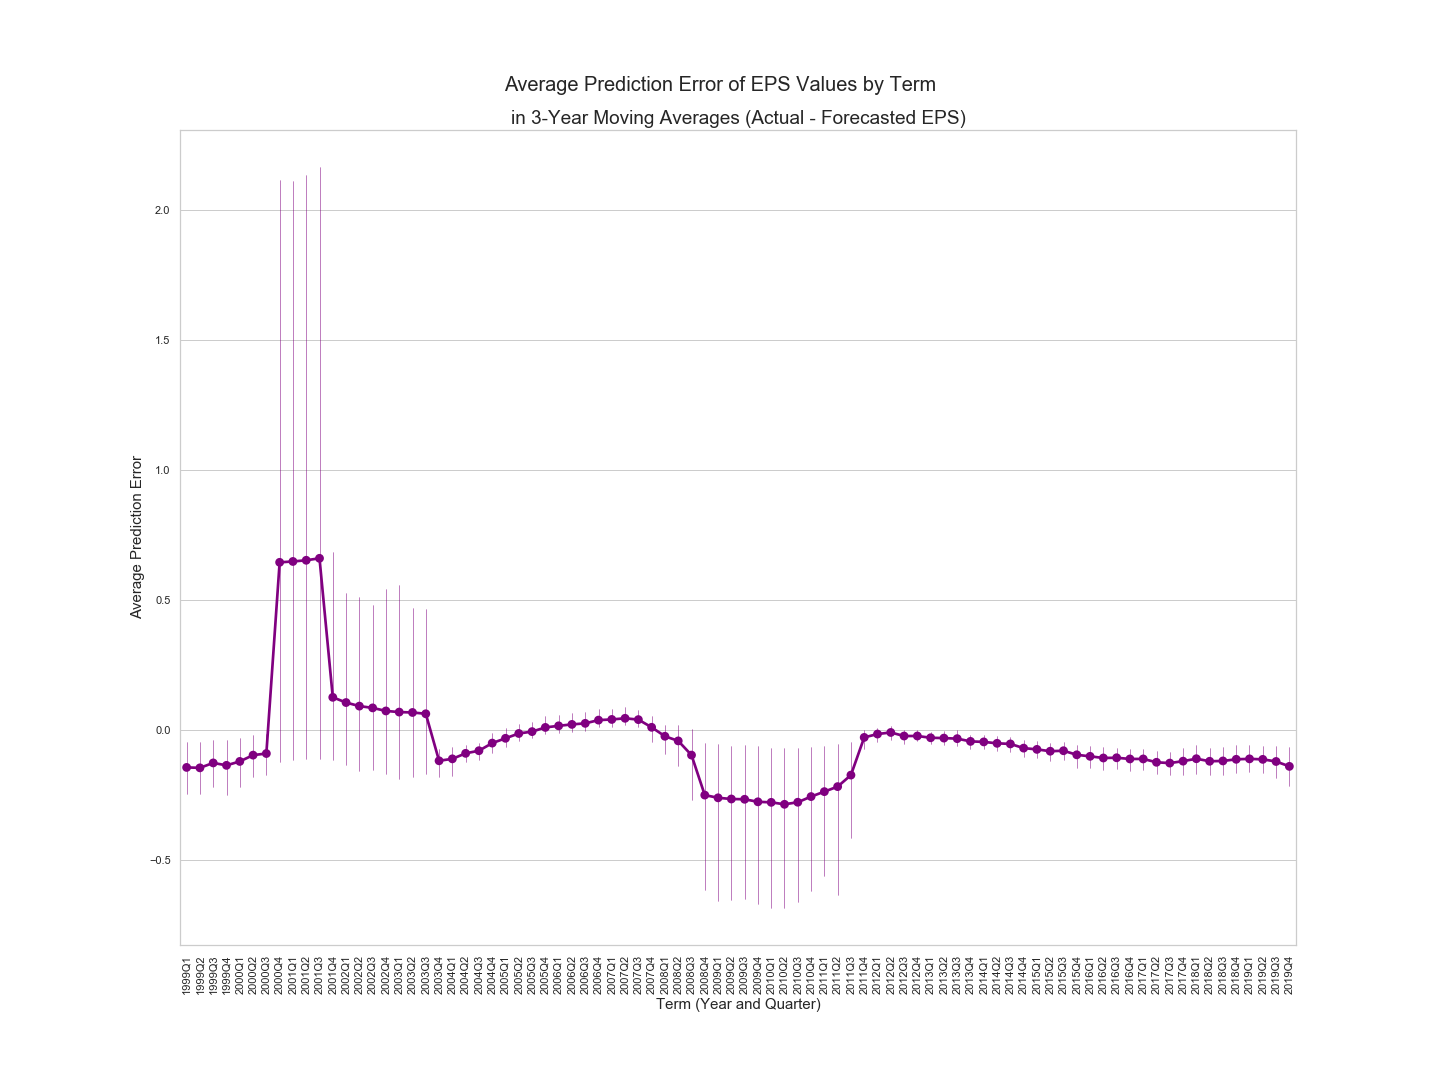 Average Prediction Error of EPS Values by Term
in 3-Year Moving Averages (Actual - Forecasted EPS)
2.0
1.5
1.0
0.5
0.0
−0.5
Average Prediction Error
1999Q1
1999Q2
1999Q3
1999Q4
2000Q1
2000Q2
2000Q3
2000Q4
2001Q1
2001Q2
2001Q3
2001Q4
2002Q1
2002Q2
2002Q3
2002Q4
2003Q1
2003Q2
2003Q3
2003Q4
2004Q1
2004Q2
2004Q3
2004Q4
2005Q1
2005Q2
2005Q3
2005Q4
2006Q1
2006Q2
2006Q3
2006Q4
2007Q1
2007Q2
2007Q3
2007Q4
2008Q1
2008Q2
2008Q3
2008Q4
2009Q1
2009Q2
2009Q3
2009Q4
2010Q1
2010Q2
2010Q3
2010Q4
2011Q1
2011Q2
2011Q3
2011Q4
2012Q1
2012Q2
2012Q3
2012Q4
2013Q1
2013Q2
2013Q3
2013Q4
2014Q1
2014Q2
2014Q3
2014Q4
2015Q1
2015Q2
2015Q3
2015Q4
2016Q1
2016Q2
2016Q3
2016Q4
2017Q1
2017Q2
2017Q3
2017Q4
2018Q1
2018Q2
2018Q3
2018Q4
2019Q1
2019Q2
2019Q3
2019Q4
Term (Year and Quarter)